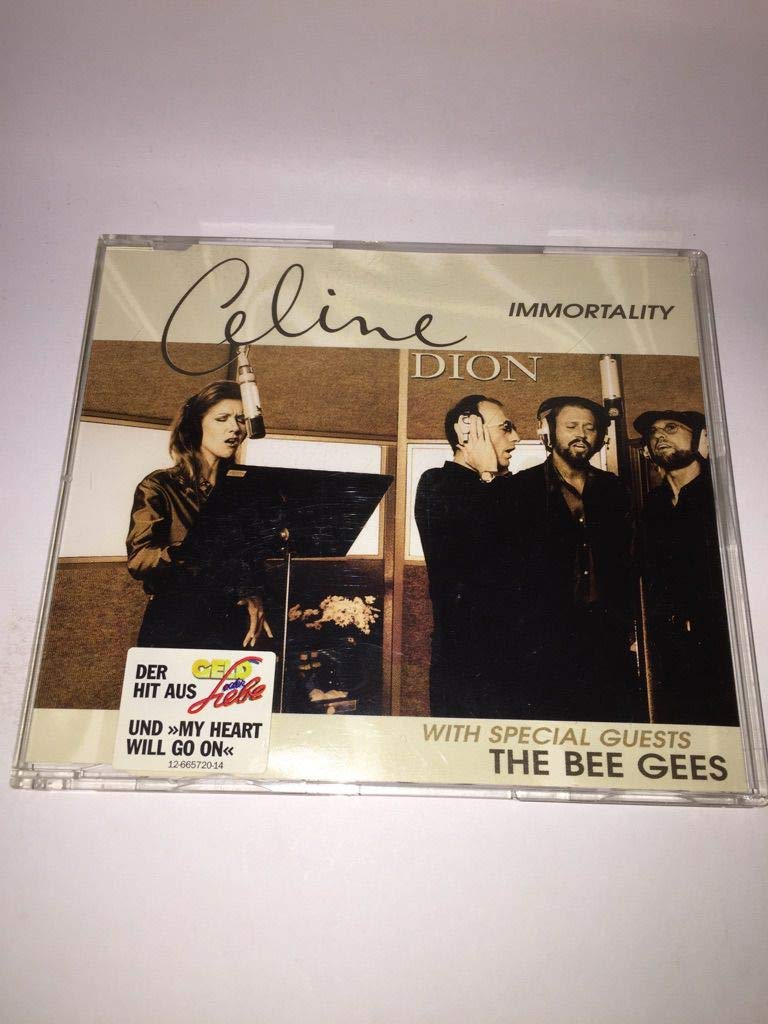 Celine
DION
IMMORTALITY
DER
HIT AUS
GELD
oder
Liebe
UND »MY HEART
WILL GO ON«
12-665720-14
WITH SPECIAL GUESTS
THE BEE GEES